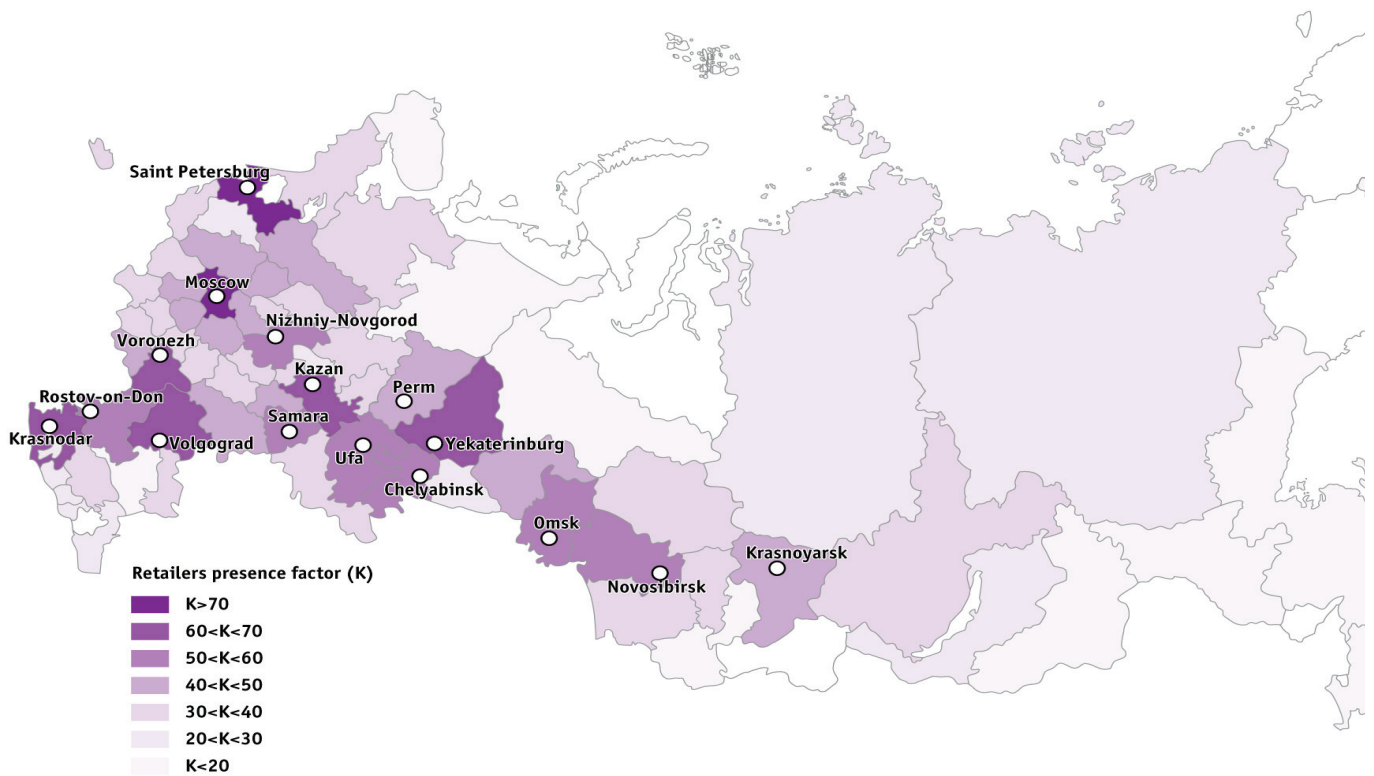 Saint Petersburg
Moscow
Nizhniy-Novgorod
Voronezh
Kazan
Perm
Rostov-on-Don
Samara
Krasnodar
Volgograd
Yekaterinburg
Ufa
Chelyabinsk
Omsk
Krasnoyarsk
Novosibirsk
Retailers presence factor (K)
K>70
60<K<70
50<K<60
40<K<50
30<K<40
20<K<30
K<20